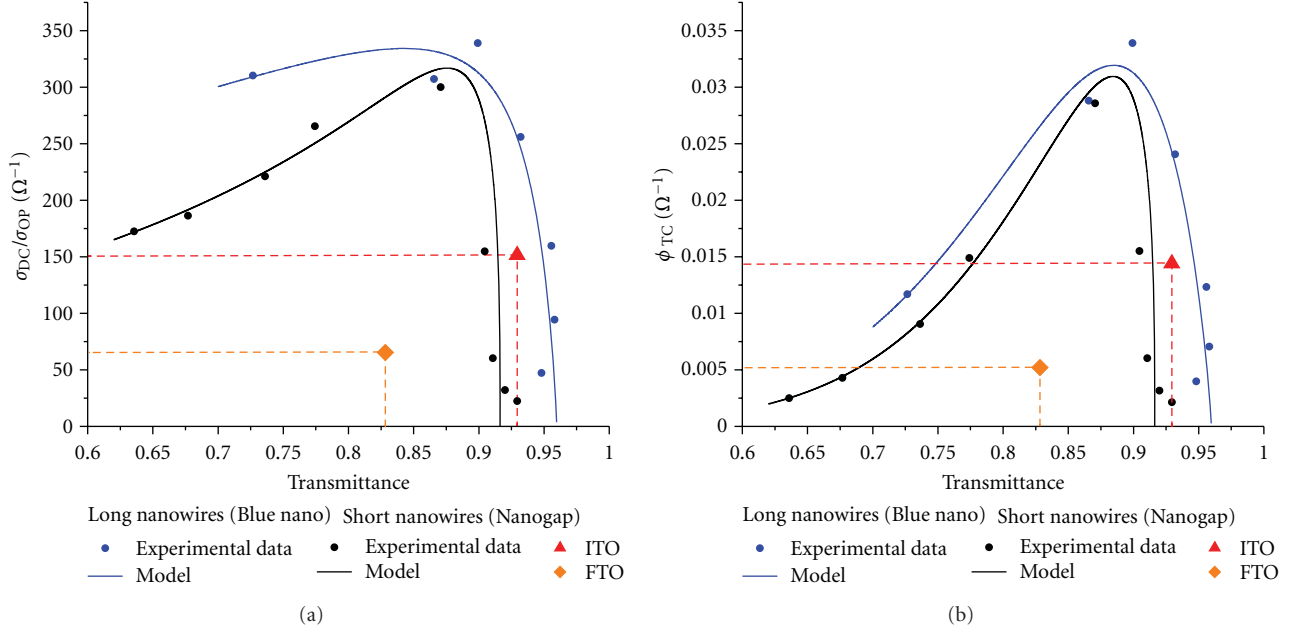 350
300
250
200
150
100
50
0
σDC/σOP (Ω−1)
0.6 0.65 0.7 0.75 0.8 0.85 0.9 0.95 1
Transmittance
Long nanowires (Blue nano) Short nanowires (Nanogap)
Experimental data Experimental data ITO
Model Model FTO
(a)
0.035
0.03
0.025
0.02
0.015
0.01
0.005
0
ϕTC (Ω−1)
0.6 0.65 0.7 0.75 0.8 0.85 0.9 0.95 1
Transmittance
Long nanowires (Blue nano) Short nanowires (Nanogap)
Experimental data Experimental data ITO
Model Model FTO
(b)